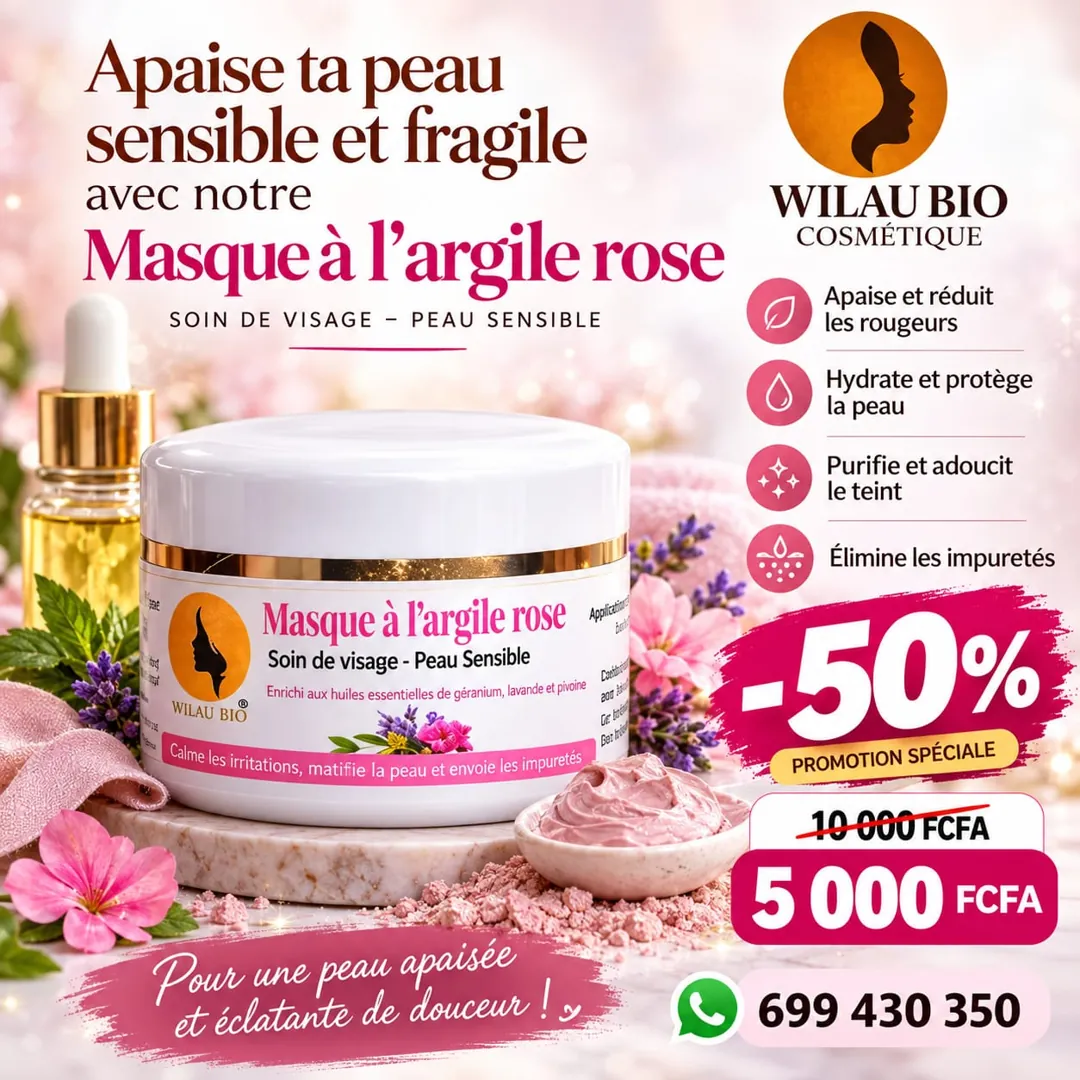 Apaise ta peau
sensible et fragile
avec notre
Masque à l'argile rose
SOIN DE VISAGE – PEAU SENSIBLE
WILAU BIO
COSMÉTIQUE
Apaise et réduit
les rougeurs
Hydrate et protège
la peau
Purifie et adoucit
le teint
Élimine les impuretés
Masque à l'argile rose
Soin de visage - Peau Sensible
Enrichi aux huiles essentielles de géranium, lavande et pivoine
WILAU BIO ®
Calme les irritations, matifie la peau et envoie les impuretés
-50%
PROMOTION SPÉCIALE
10 000 FCFA
5 000 FCFA
Pour une peau apaisée
et éclatante de douceur !
699 430 350